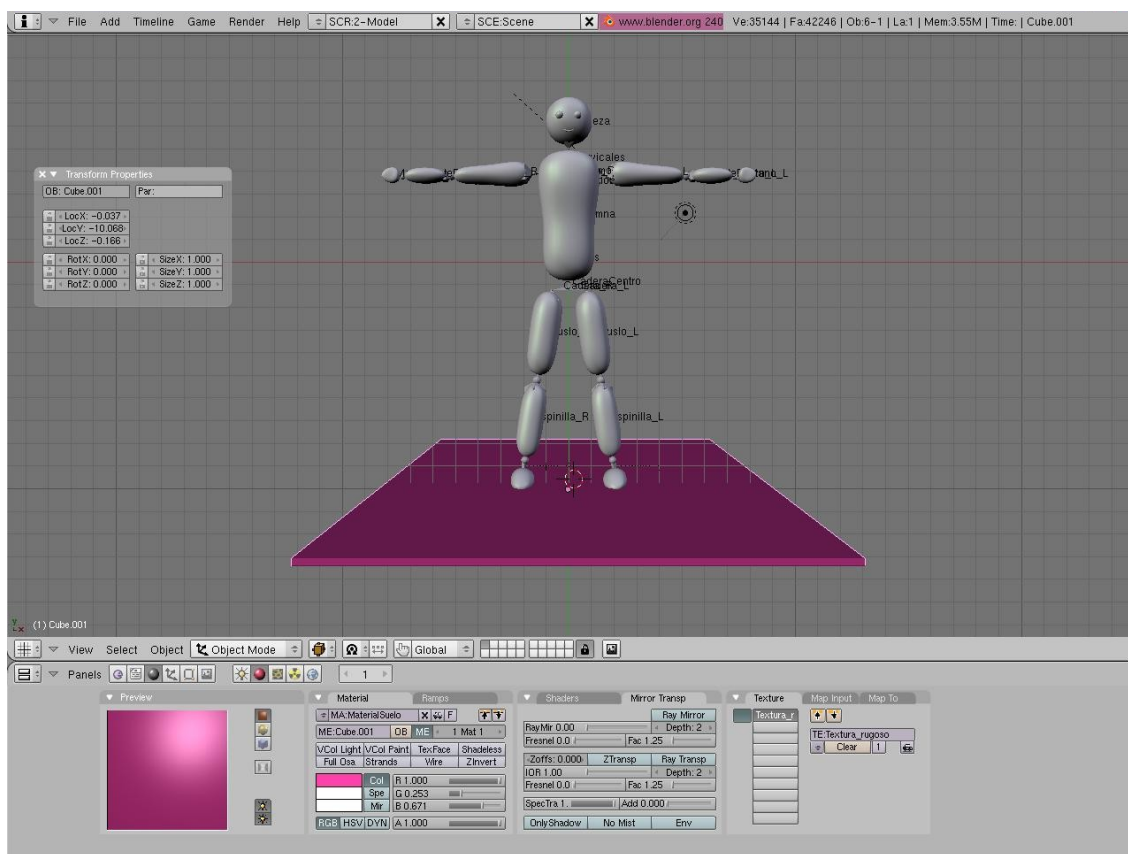 File Add Timeline Game Render Help SCR:2-Model SCE:Scene www.blender.org 240 Ve:35144 | Fa:42246 | Ob:6-1 | La:1 | Mem:3.55M | Time: | Cube.001
eza
vicales
mna
CaderaCentro
uslo_ uslo_L
spinilla_R spinilla_L
Transform Properties
OB: Cube.001 Par:
LocX: -0.037
LocY: -10.068
LocZ: -0.166
RotX: 0.000 SizeX: 1.000
RotY: 0.000 SizeY: 1.000
RotZ: 0.000 SizeZ: 1.000
(1) Cube.001
View Select Object Object Mode Global
Panels 1
Preview
Material Ramps
MA:MaterialSuelo X F
ME:Cube.001 OB ME 1 Mat 1
VCol Light VCol Paint TexFace Shadeless
Full Osa Strands Wire ZInvert
Col R 1.000
Spe G 0.253
Mir B 0.671
RGB HSV DYN A 1.000
Shaders Mirror Transp
Ray Mirror
RayMir 0.00 Depth: 2
Fresnel 0.0 Fac 1.25
Zoffs: 0.000 ZTransp Ray Transp
IOR 1.00 Depth: 2
Fresnel 0.0 Fac 1.25
SpecTra 1. Add 0.000
OnlyShadow No Mist Env
Texture Map Input Map To
Textura_r
TE:Textura_rugoso
Clear 1